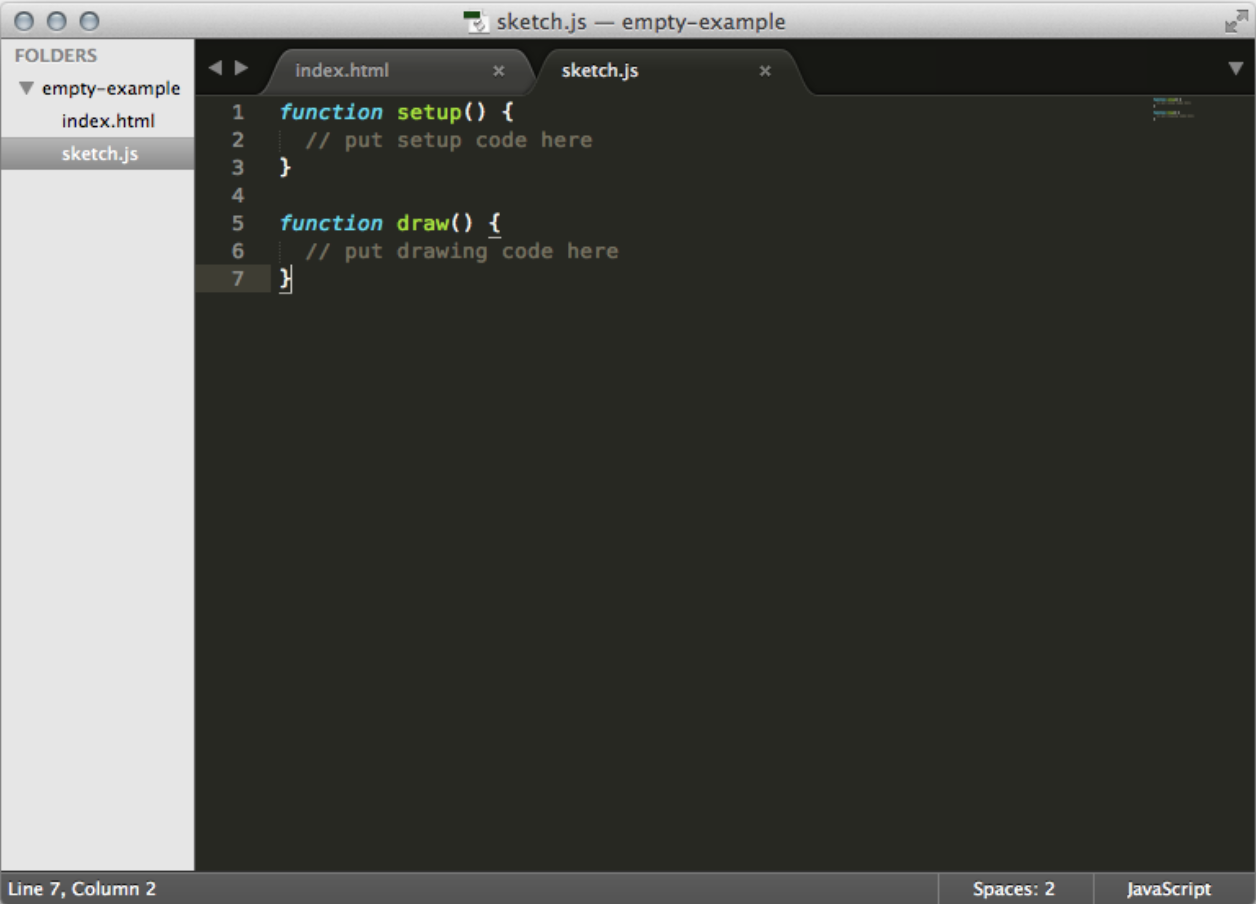 sketch.js — empty-example
FOLDERS
empty-example
index.html
sketch.js
index.html ×
sketch.js ×
1 function setup() {
2 // put setup code here
3 }
4
5 function draw() {
6 // put drawing code here
7 }
Line 7, Column 2
Spaces: 2
JavaScript